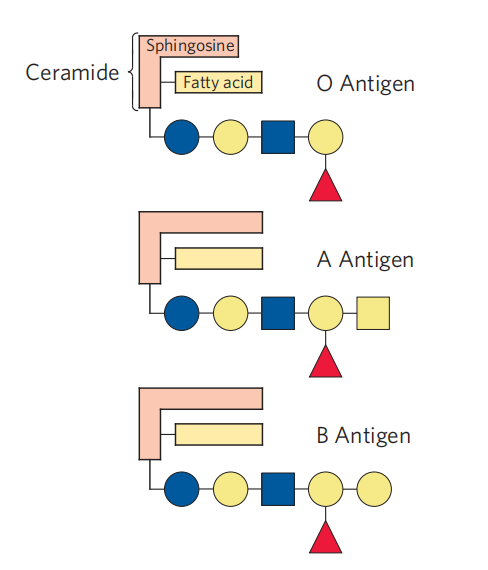 Sphingosine
Ceramide
Fatty acid
O Antigen
A Antigen
B Antigen